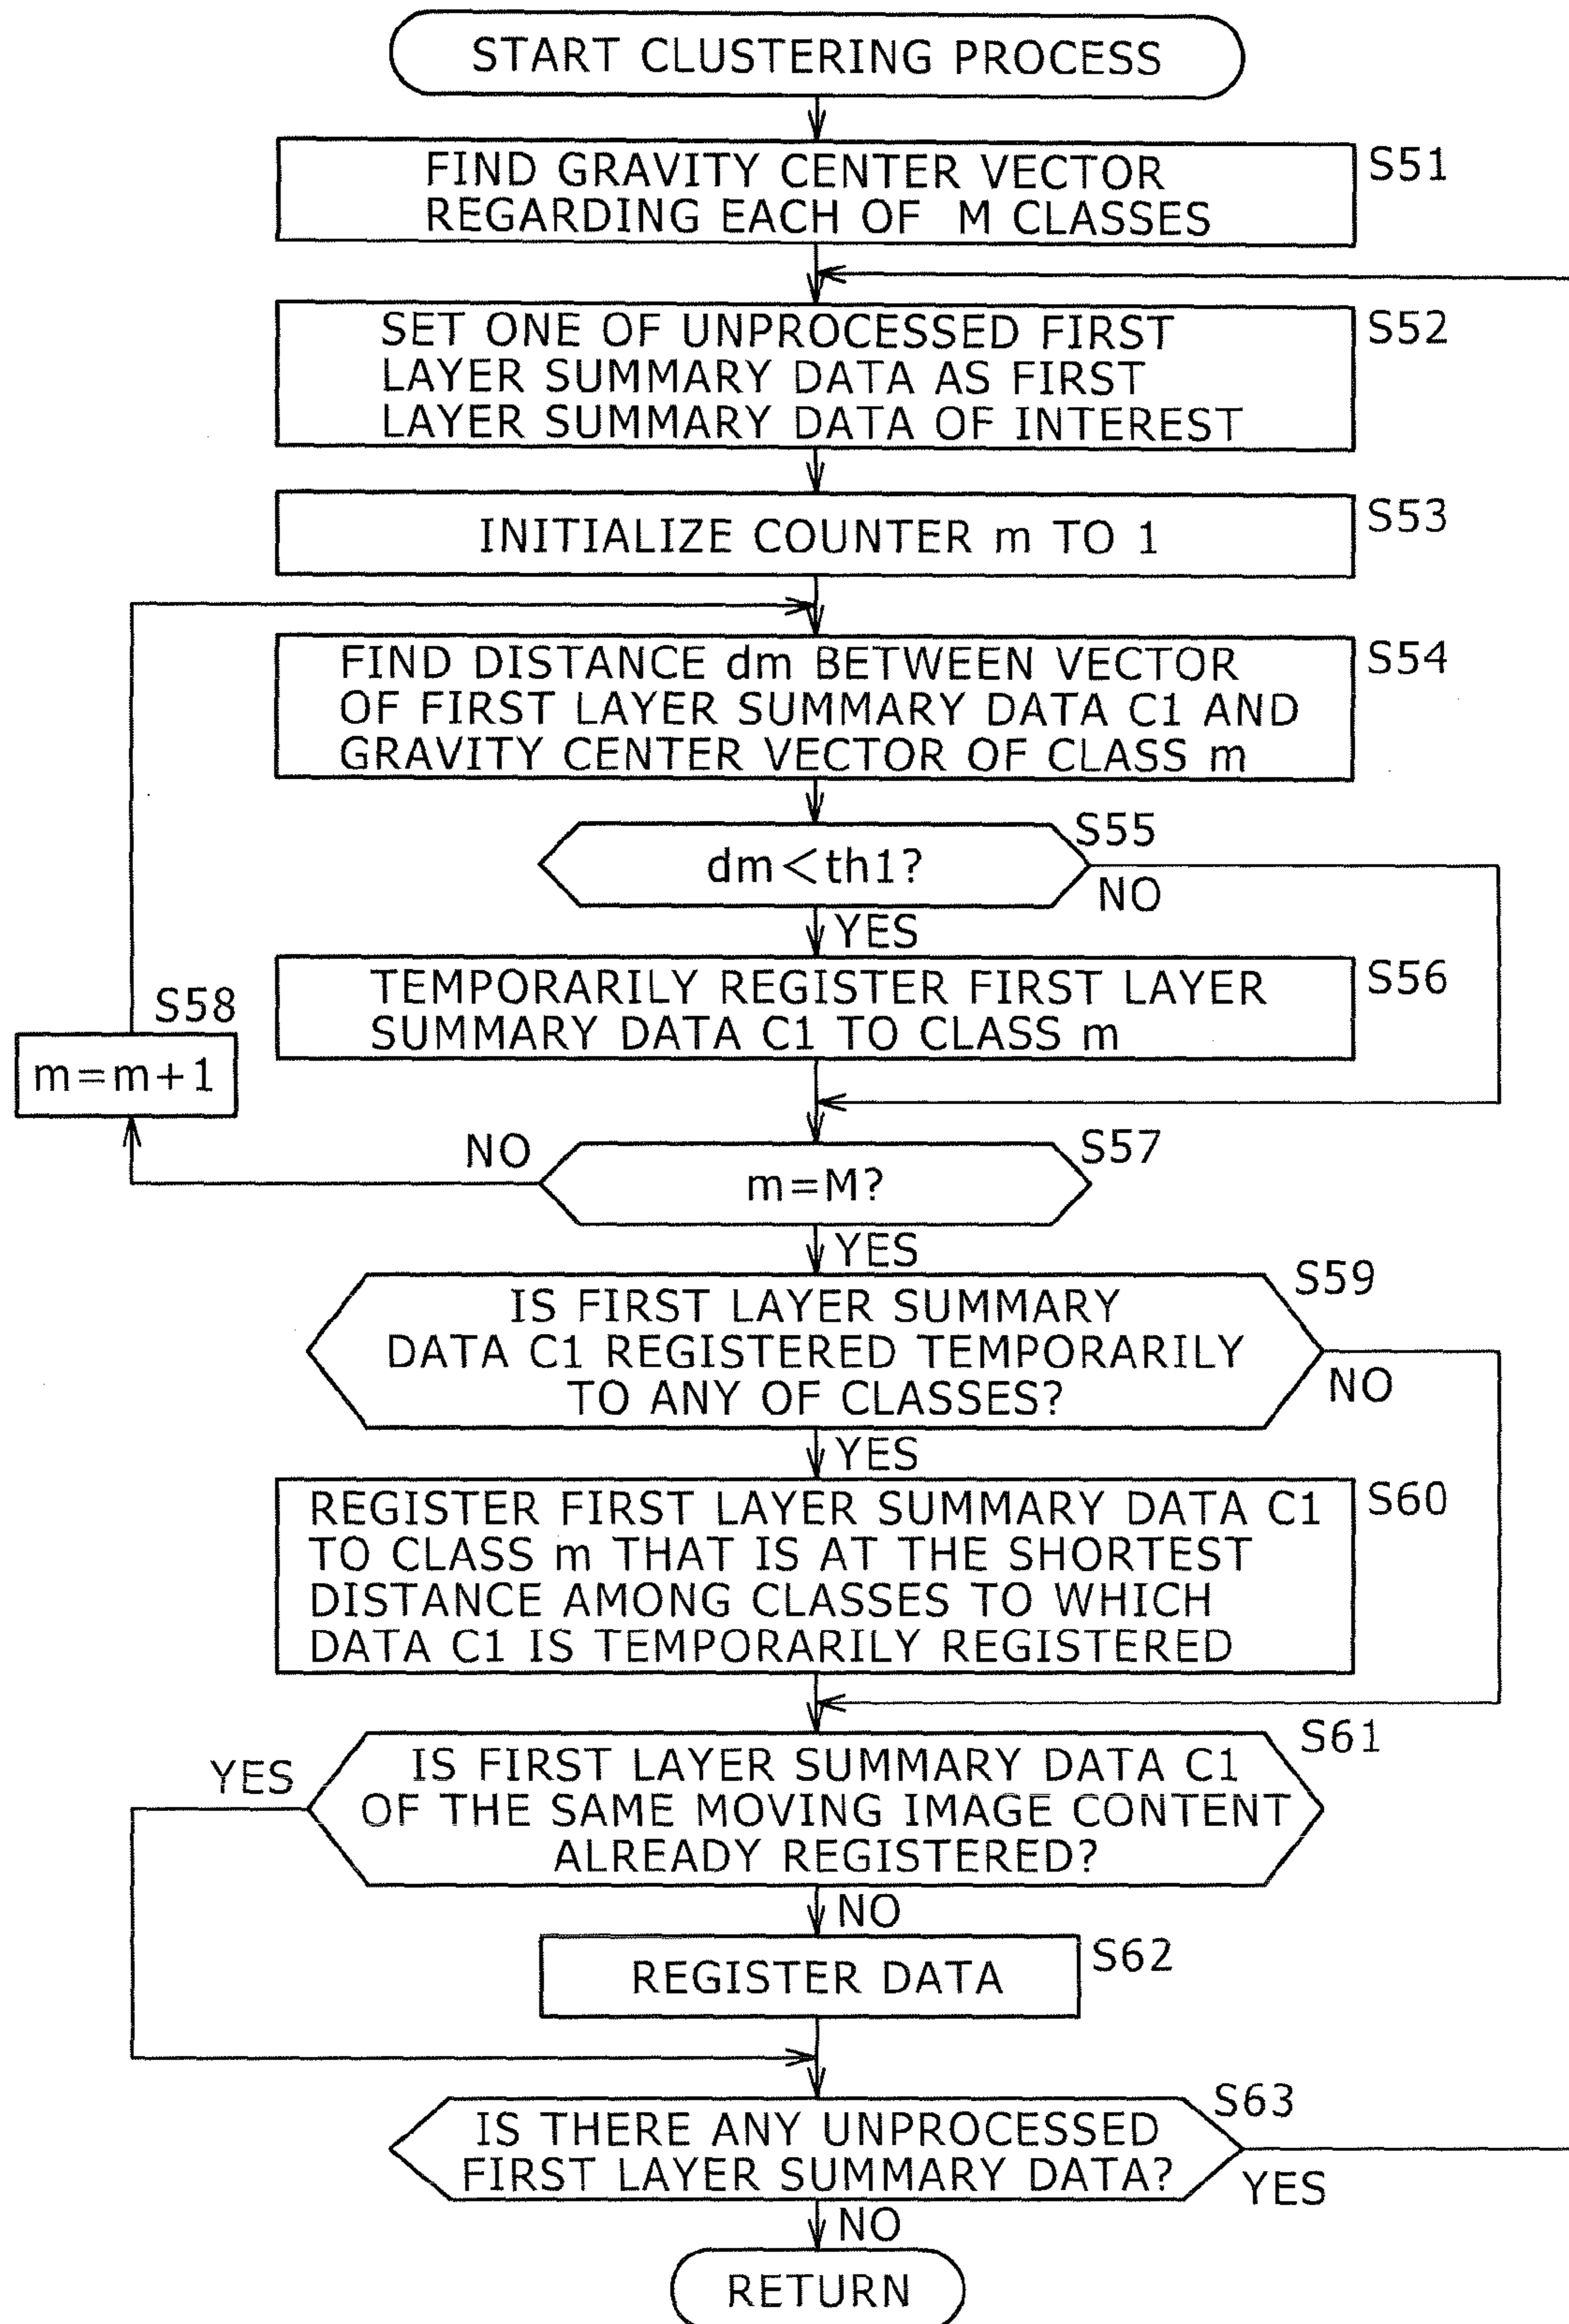 START CLUSTERING PROCESS
FIND GRAVITY CENTER VECTOR
REGARDING EACH OF M CLASSES
S51
SET ONE OF UNPROCESSED FIRST
LAYER SUMMARY DATA AS FIRST
LAYER SUMMARY DATA OF INTEREST
S52
INITIALIZE COUNTER m TO 1
S53
FIND DISTANCE dm BETWEEN VECTOR
OF FIRST LAYER SUMMARY DATA C1 AND
GRAVITY CENTER VECTOR OF CLASS m
S54
dm<th1?
S55
NO
YES
TEMPORARILY REGISTER FIRST LAYER
SUMMARY DATA C1 TO CLASS m
S56
S58
m=m+1
NO
m=M?
S57
YES
IS FIRST LAYER SUMMARY
DATA C1 REGISTERED TEMPORARILY
TO ANY OF CLASSES?
S59
NO
YES
REGISTER FIRST LAYER SUMMARY DATA C1
TO CLASS m THAT IS AT THE SHORTEST
DISTANCE AMONG CLASSES TO WHICH
DATA C1 IS TEMPORARILY REGISTERED
S60
YES
IS FIRST LAYER SUMMARY DATA C1
OF THE SAME MOVING IMAGE CONTENT
ALREADY REGISTERED?
S61
NO
REGISTER DATA
S62
IS THERE ANY UNPROCESSED
FIRST LAYER SUMMARY DATA?
S63
YES
NO
RETURN